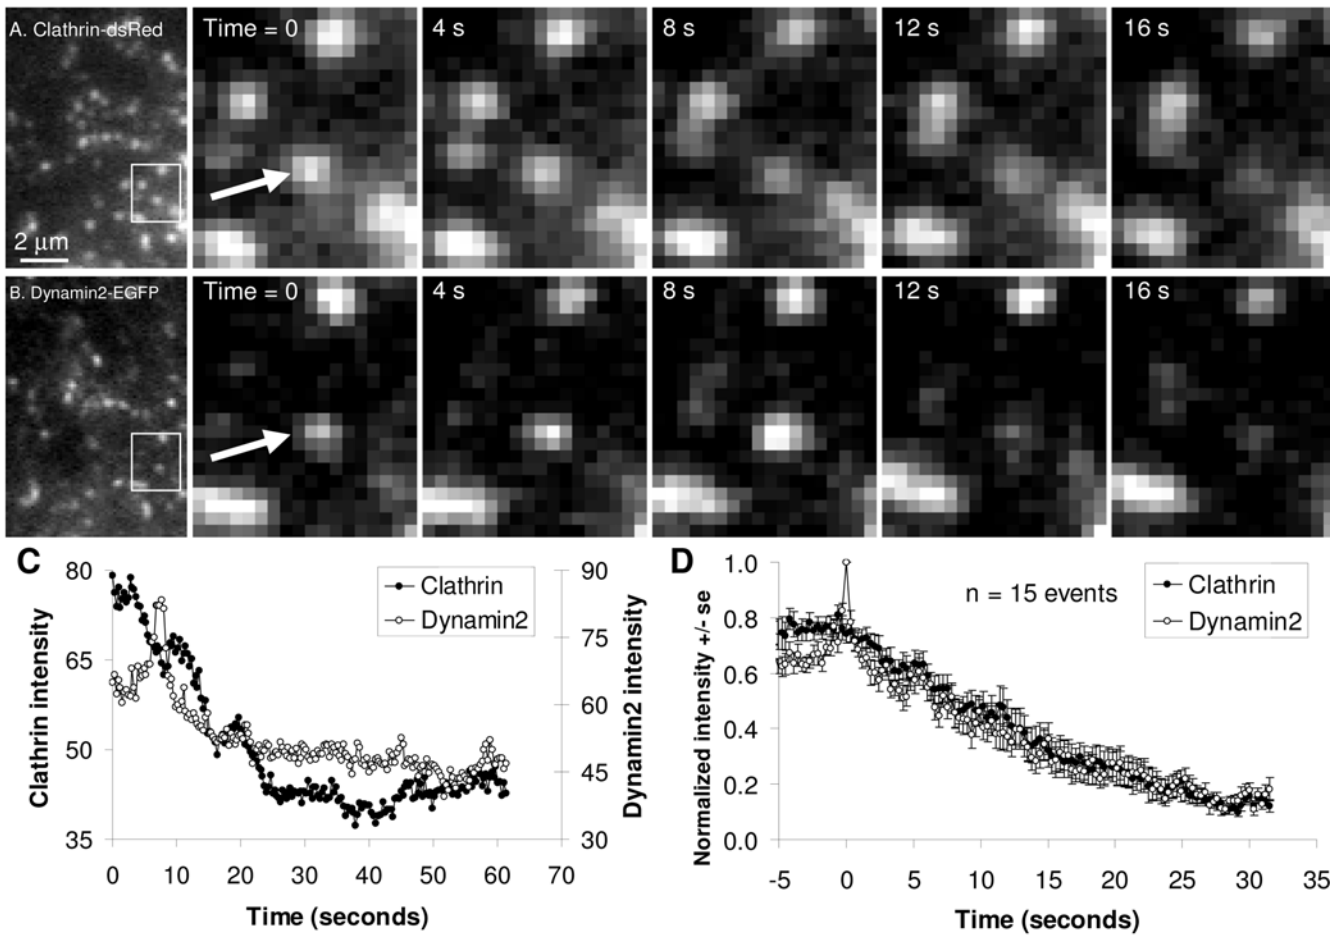 A. Clathrin-dsRed
Time = 0
4 s
8 s
12 s
16 s
2 μm
B. Dynamin2-EGFP
Time = 0
4 s
8 s
12 s
16 s
C
80
65
50
35
Clathrin intensity
Clathrin
Dynamin2
90
75
60
45
30
Dynamin2 intensity
0 10 20 30 40 50 60 70
Time (seconds)
D
1.0
0.8
0.6
0.4
0.2
0.0
Normalized intensity +/- se
n = 15 events
Clathrin
Dynamin2
-5 0 5 10 15 20 25 30 35
Time (seconds)